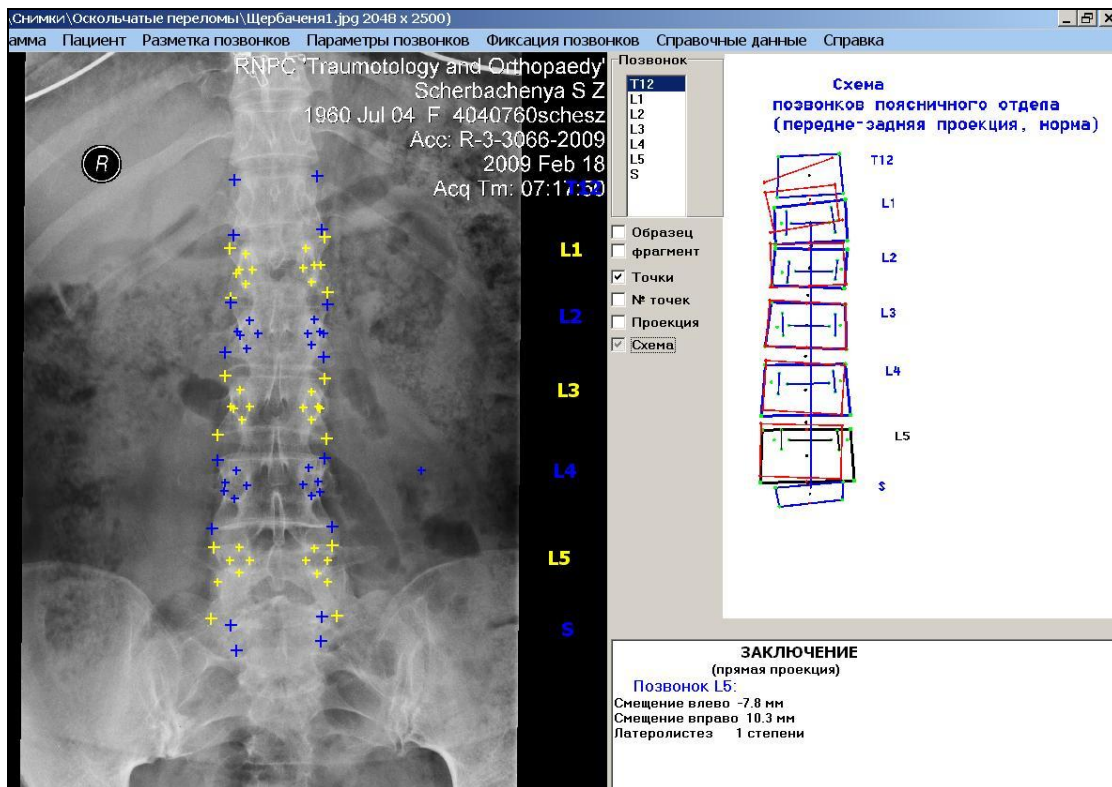 \Снимки\Оскольчатые переломы\Щербаченя1.jpg 2048 x 2500)
амма Пациент Разметка позвонков Параметры позвонков Фиксация позвонков Справочные данные Справка
RNPC 'Traumotology and Orthopaedy'
Scherbachenya S Z
1960 Jul 04 F 4040760schesz
Acc: R-3-3066-2009
2009 Feb 18
Acq Tm: 07:17:50
R
T12
L1
L2
L3
L4
L5
S
Позвонок
T12
L1
L2
L3
L4
L5
S
Образец
фрагмент
Точки
№ точек
Проекция
Схема
Схема
позвонков поясничного отдела
(передне-задняя проекция, норма)
T12
L1
L2
L3
L4
L5
S
ЗАКЛЮЧЕНИЕ
(прямая проекция)
Позвонок L5:
Смещение влево -7.8 мм
Смещение вправо 10.3 мм
Латеролистез 1 степени